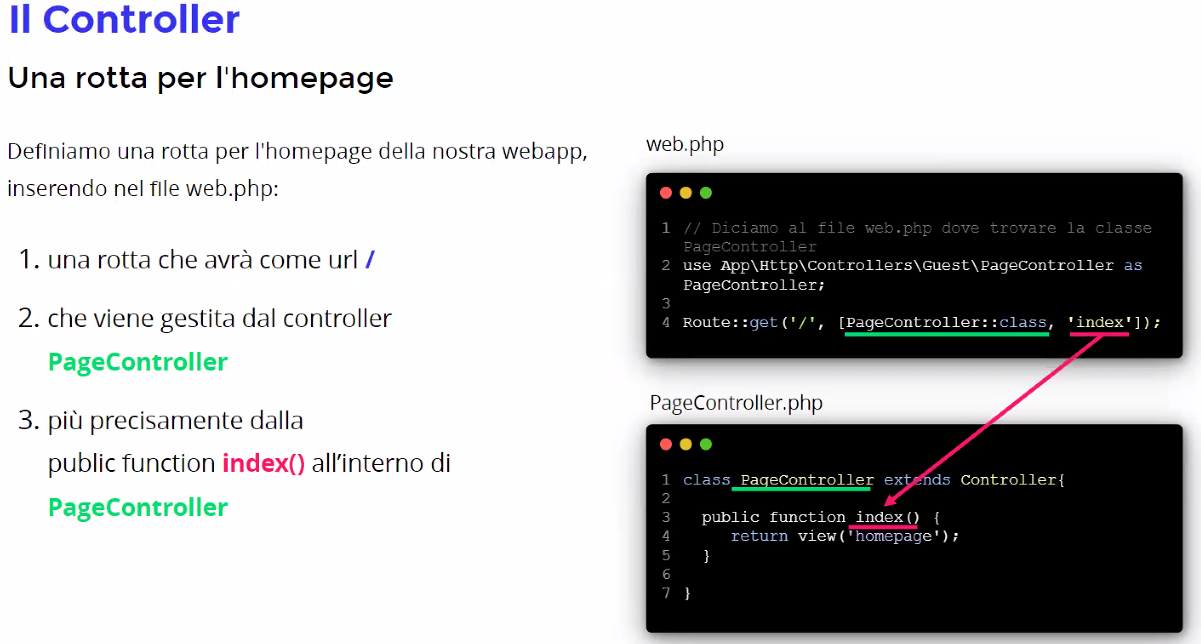 Il Controller
Una rotta per l'homepage
Definiamo una rotta per l'homepage della nostra webapp,
inserendo nel file web.php:
1. una rotta che avrà come url /
2. che viene gestita dal controller
PageController
3. più precisamente dalla
public function index() all’interno di
PageController
web.php
1 // Diciamo al file web.php dove trovare la classe
PageController
2 use App\Http\Controllers\Guest\PageController as
PageController;
3
4 Route::get('/', [PageController::class, 'index']);
PageController.php
1 class PageController extends Controller{
2
3 public function index() {
4 return view('homepage');
5 }
6
7 }